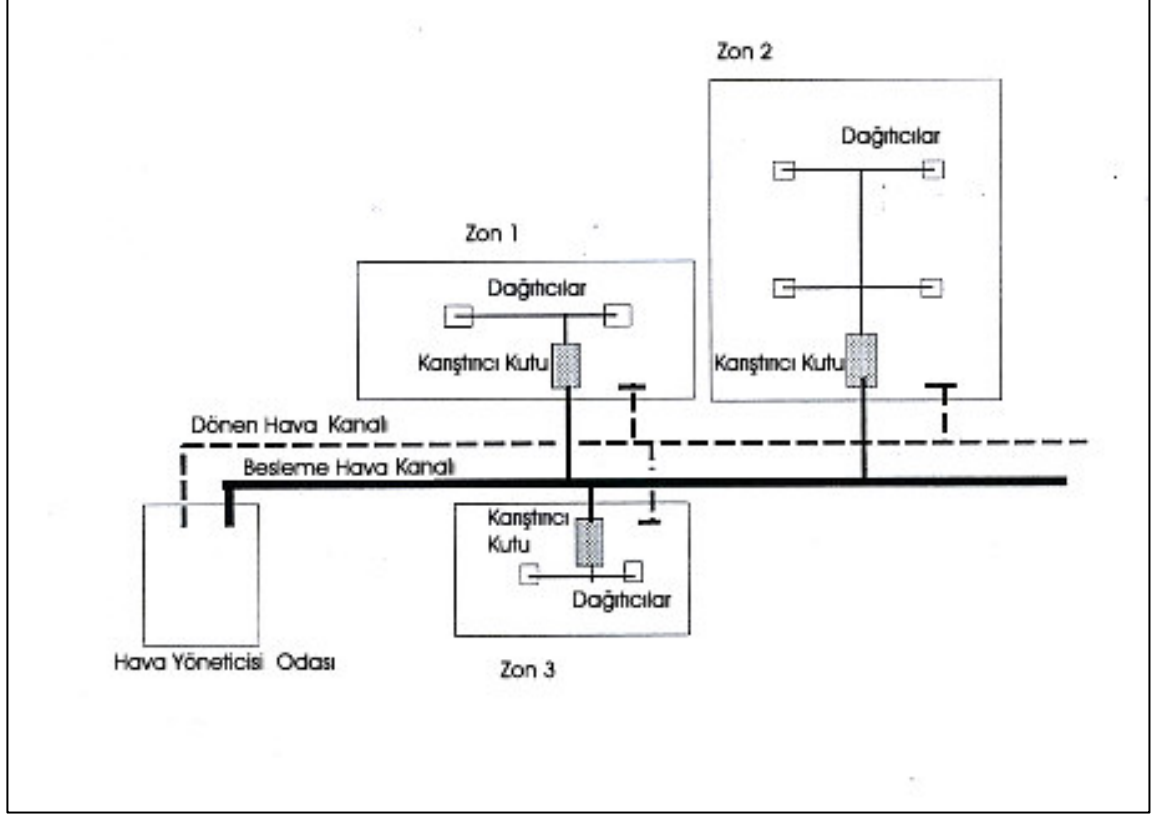 Zon 2
Dağıtıcılar
Zon 1
Dağıtıcılar
Karıştırıcı Kutu
Karıştırıcı Kutu
Dönen Hava Kanalı
Besleme Hava Kanalı
Karıştırıcı
Kutu
Dağıtıcılar
Hava Yöneticisi Odası
Zon 3